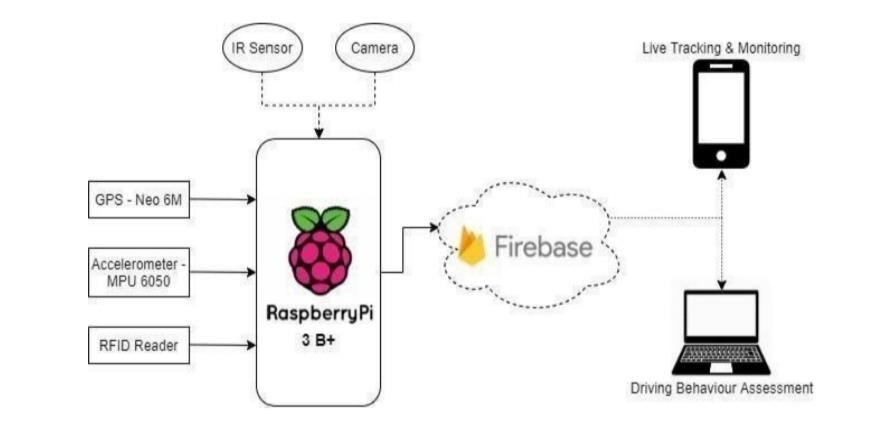 IR Sensor
Camera
Live Tracking & Monitoring
GPS - Neo 6M
Accelerometer -
MPU 6050
RFID Reader
RaspberryPi
3 B+
Firebase
Driving Behaviour Assessment